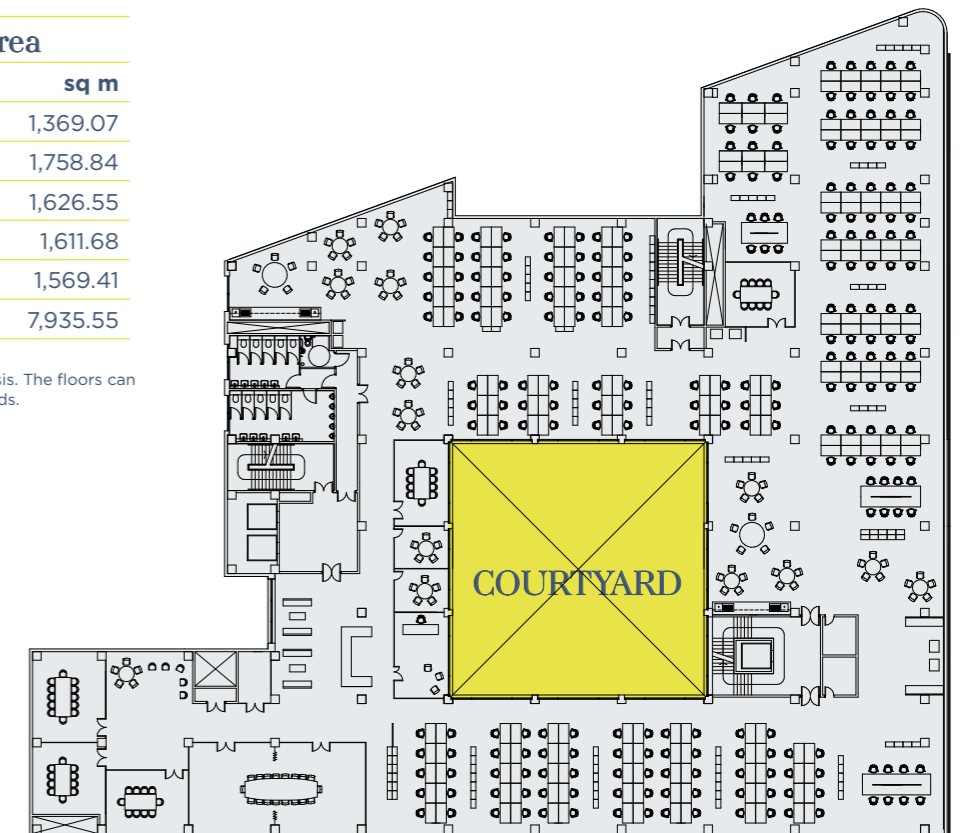 rea
sq m
1,369.07
1,758.84
1,626.55
1,611.68
1,569.41
7,935.55
sis. The floors can
ds.
COURTYARD